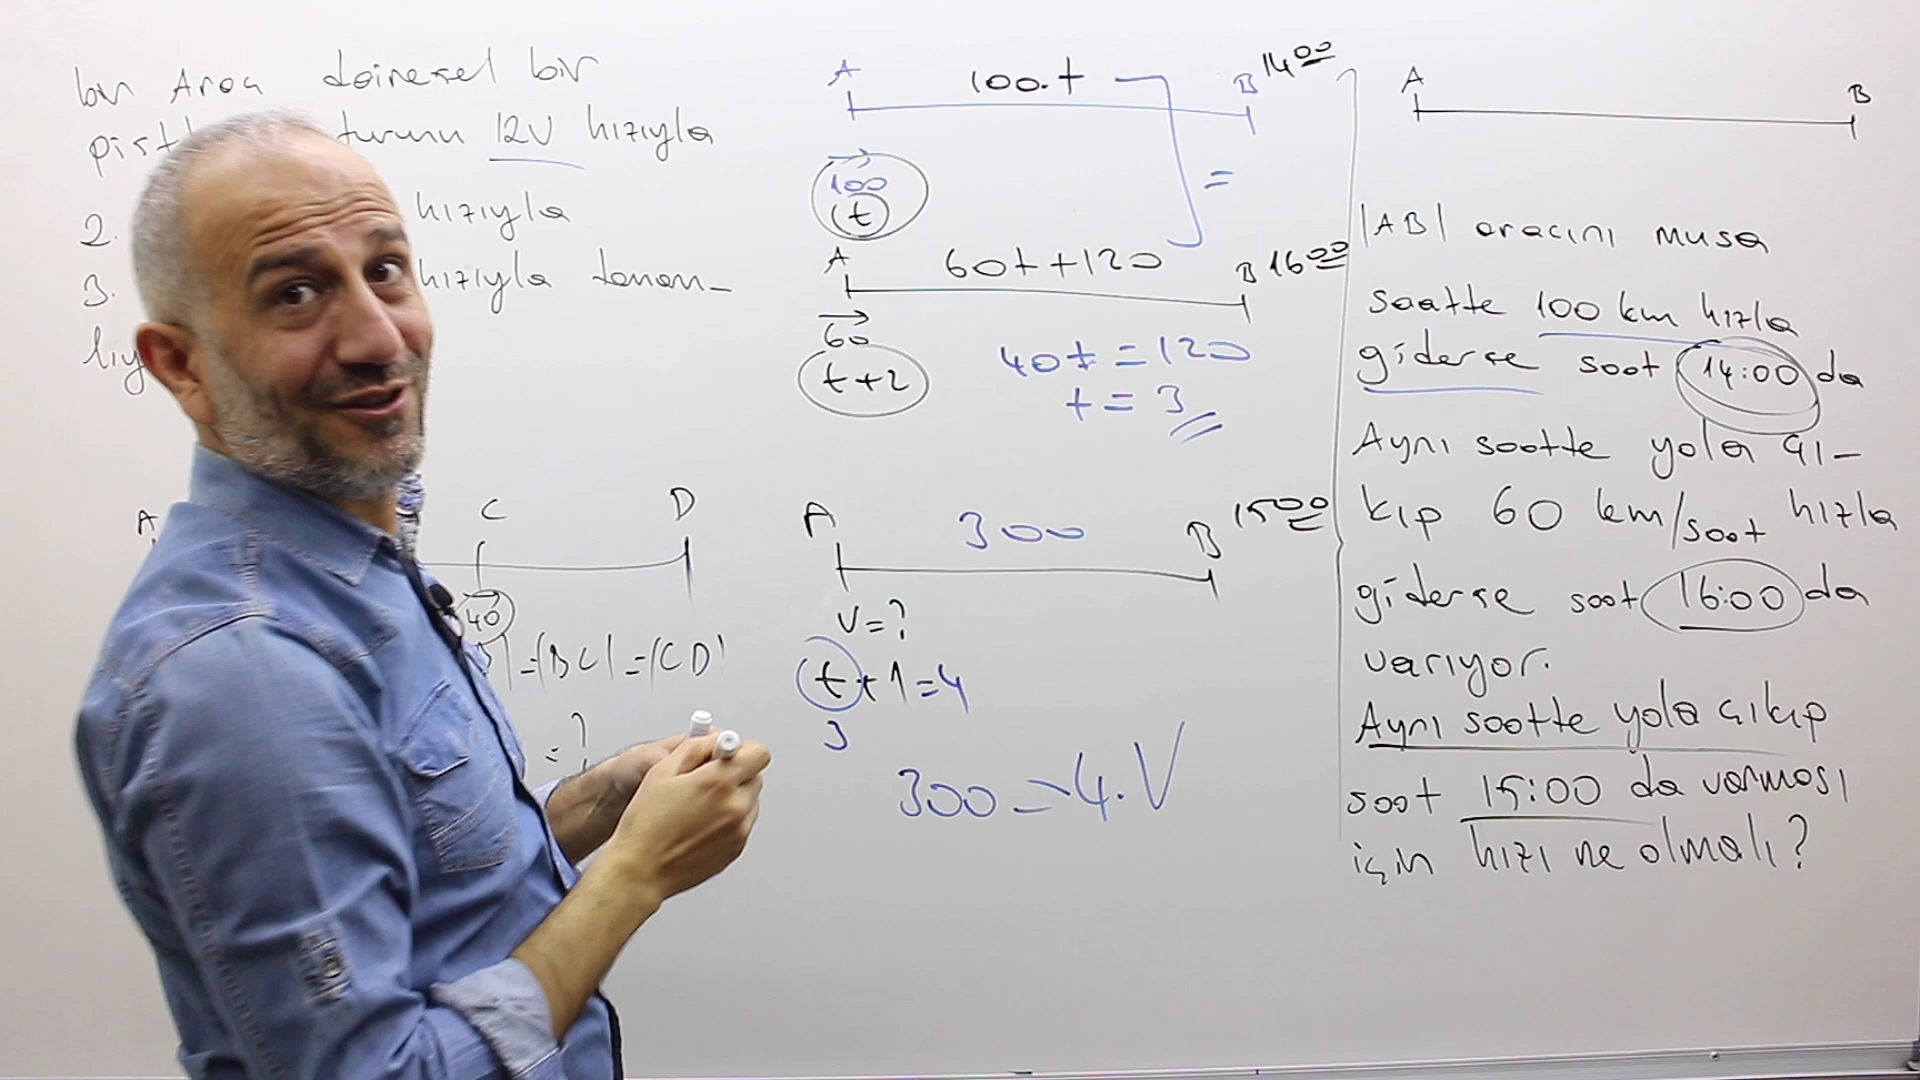 bir Araç dairesel bir
turunu 12V hızıyla
2. hızıyla
3. hızıyla tamam-
A C D
40
=|BC|=|CD|
=?
A 100.t B 14:00
100
t
=
A 60t+120 B 16:00
60
t+2
40t=120
t=3
A 300 B 15:00
V=?
t+1=4
3
300=4.V
A B
|AB| aracını musa
saatte 100 km hızla
giderse saat 14:00 da
Aynı saatte yola çı-
kıp 60 km/saat hızla
giderse saat 16:00 da
varıyor.
Aynı saatte yola çıkıp
saat 15:00 da varması
için hızı ne olmalı?